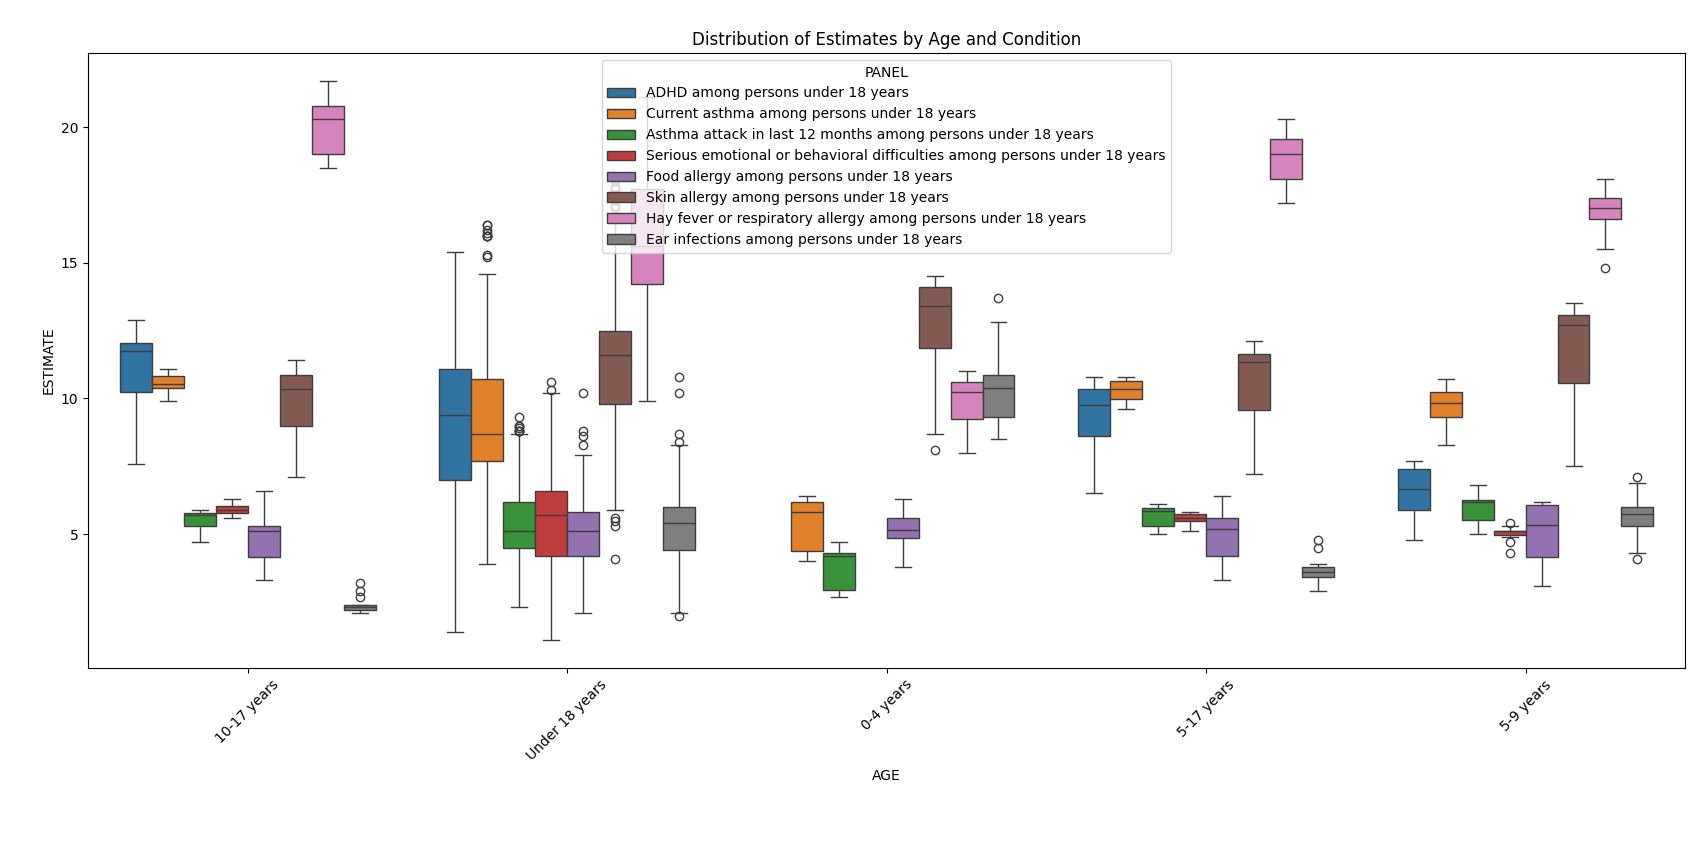 Distribution of Estimates by Age and Condition
PANEL
ADHD among persons under 18 years
Current asthma among persons under 18 years
Asthma attack in last 12 months among persons under 18 years
Serious emotional or behavioral difficulties among persons under 18 years
Food allergy among persons under 18 years
Skin allergy among persons under 18 years
Hay fever or respiratory allergy among persons under 18 years
Ear infections among persons under 18 years
20
15
10
5
ESTIMATE
10-17 years
Under 18 years
0-4 years
5-17 years
5-9 years
AGE